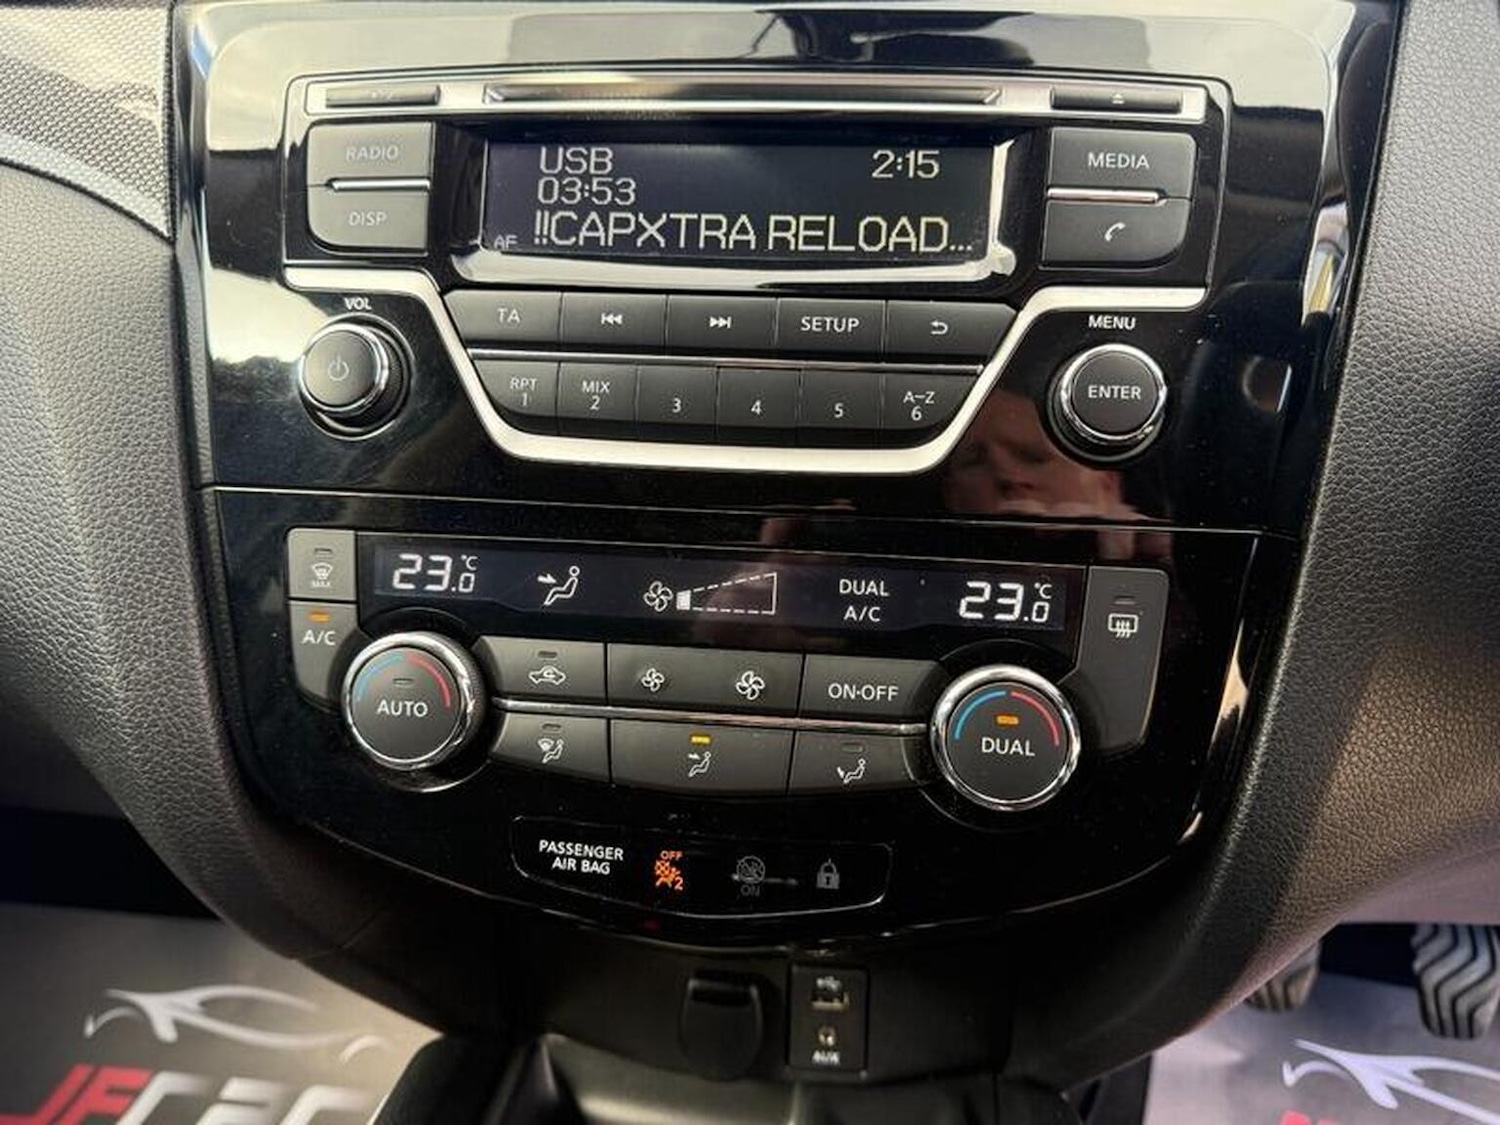 RADIO
DISP
USB 2:15
03:53
AF !!CAPXTRA RELOAD...
MEDIA
VOL
TA
SETUP
MENU
ENTER
RPT
1
MIX
2
3
4
5
A–Z
6
MAX
A/C
23.0 °C
DUAL
A/C
23.0 °C
AUTO
ON·OFF
DUAL
PASSENGER
AIR BAG
OFF
2
ON
AUX